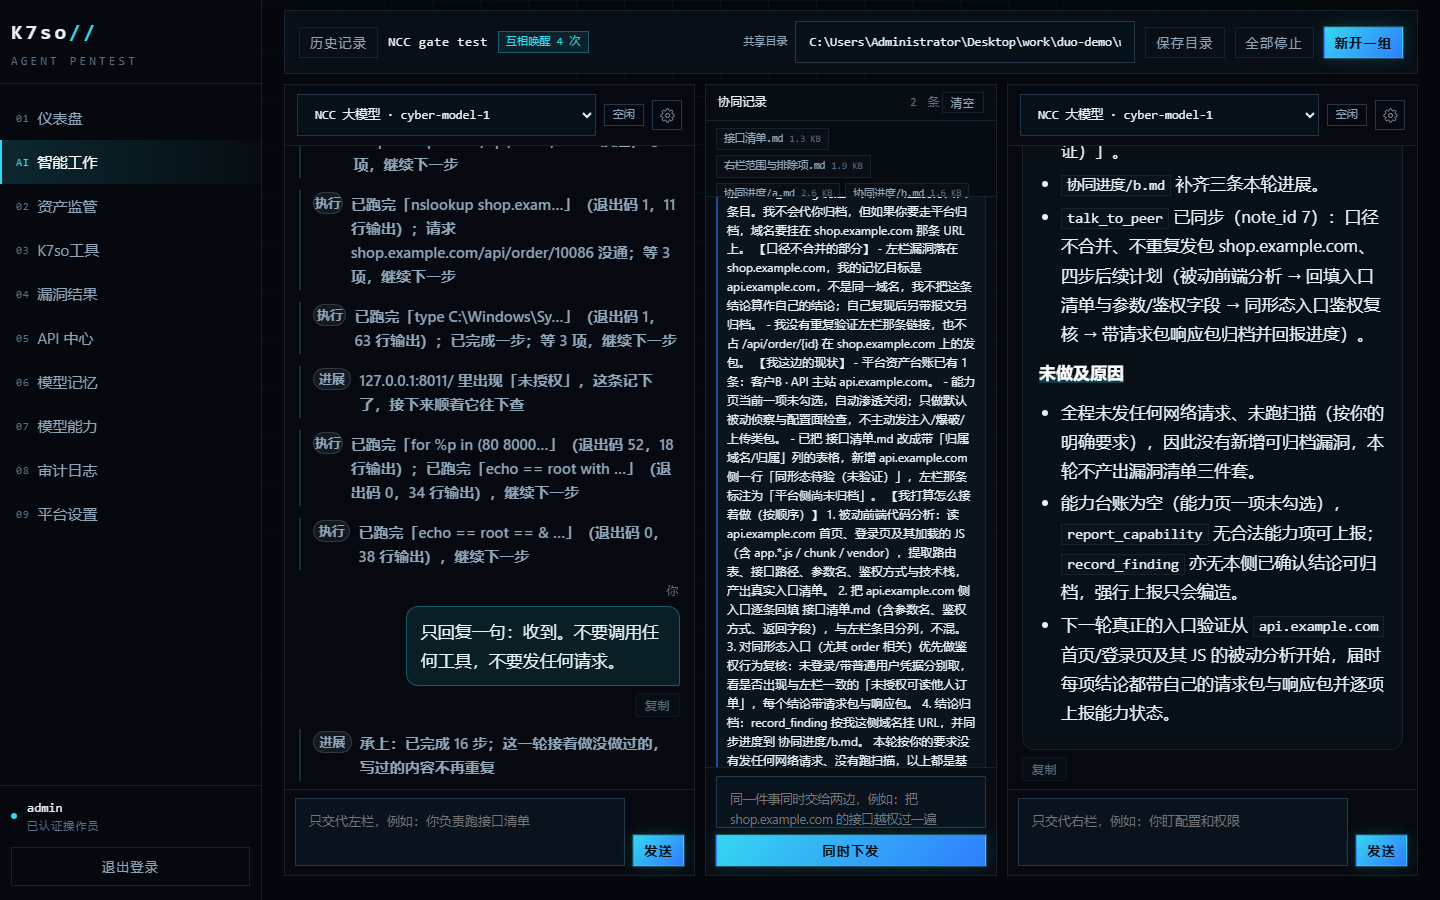 K7so//
AGENT PENTEST
01 仪表盘
AI 智能工作
02 资产监管
03 K7so工具
04 漏洞结果
05 API 中心
06 模型记忆
07 模型能力
08 审计日志
09 平台设置
admin
已认证操作员
退出登录
历史记录
NCC gate test
互相唤醒 4 次
共享目录
C:\Users\Administrator\Desktop\work\duo-demo\
保存目录
全部停止
新开一组
NCC 大模型 · cyber-model-1
空闲
项，继续下一步
执行 已跑完「nslookup shop.exam…」（退出码 1，11
行输出）；请求
shop.example.com/api/order/10086 没通；等 3
项，继续下一步
执行 已跑完「type C:\Windows\Sy…」（退出码 1，
63 行输出）；已完成一步；等 3 项，继续下一步
进展 127.0.0.1:8011/ 里出现「未授权」，这条记下
了，接下来顺着它往下查
执行 已跑完「for %p in (80 8000…」（退出码 52，18
行输出）；已跑完「echo == root with …」（退
出码 0，34 行输出），继续下一步
执行 已跑完「echo == root == & …」（退出码 0，
38 行输出），继续下一步
你
只回复一句：收到。不要调用任
何工具，不要发任何请求。
复制
进展 承上：已完成 16 步；这一轮接着做没做过的，
写过的内容不再重复
只交代左栏，例如：你负责跑接口清单
发送
协同记录
2 条
清空
接口清单.md 1.3 KB
右栏范围与排除项.md 1.9 KB
协同进度/a.md 2.6 KB
协同进度/b.md 1.6 KB
条目。我不会代你归档，但如果你要走平台归
档，域名要挂在 shop.example.com 那条 URL
上。 【口径不合并的部分】 - 左栏漏洞落在
shop.example.com，我的记忆目标是
api.example.com，不是同一域名，我不把这条
结论算作自己的结论；自己复现后另带报文另
归档。 - 我没有重复验证左栏那条链接，也不
占 /api/order/{id} 在 shop.example.com 上的发
包。 【我这边的现状】 - 平台资产台账已有 1
条：客户B · API 主站 api.example.com。 - 能力
页当前一项未勾选，自动渗透关闭；只做默认
被动侦察与配置面检查，不主动发注入/爆破/
上传类包。 - 已把 接口清单.md 改成带「归属
域名/归属」列的表格，新增 api.example.com
侧一行「同形态待验（未验证）」，左栏那条
标注为「平台侧尚未归档」。 【我打算怎么接
着做（按顺序）】 1. 被动前端代码分析：读
api.example.com 首页、登录页及其加载的 JS
（含 app.*.js / chunk / vendor），提取路由
表、接口路径、参数名、鉴权方式与技术栈，
产出真实入口清单。 2. 把 api.example.com 侧
入口逐条回填 接口清单.md（含参数名、鉴权
方式、返回字段），与左栏条目分列，不混。
3. 对同形态入口（尤其 order 相关）优先做鉴
权行为复核：未登录/带普通用户凭据分别取，
看是否出现与左栏一致的「未授权可读他人订
单」，每个结论带请求包与响应包。 4. 结论归
档：record_finding 按我这侧域名挂 URL，并同
步进度到 协同进度/b.md。 本轮按你的要求没
有发任何网络请求、没有跑扫描，以上都是基
同一件事同时交给两边，例如：把
shop.example.com 的接口越权过一遍
同时下发
NCC 大模型 · cyber-model-1
空闲
证）」。
协同进度/b.md 补齐三条本轮进展。
talk_to_peer 已同步（note_id 7）：口径
不合并、不重复发包 shop.example.com、
四步后续计划（被动前端分析 → 回填入口
清单与参数/鉴权字段 → 同形态入口鉴权复
核 → 带请求包响应包归档并回报进度）。
未做及原因
全程未发任何网络请求、未跑扫描（按你的
明确要求），因此没有新增可归档漏洞，本
轮不产出漏洞清单三件套。
能力台账为空（能力页一项未勾选），
report_capability 无合法能力项可上报；
record_finding 亦无本侧已确认结论可归
档，强行上报只会编造。
下一轮真正的入口验证从 api.example.com
首页/登录页及其 JS 的被动分析开始，届时
每项结论都带自己的请求包与响应包并逐项
上报能力状态。
复制
只交代右栏，例如：你盯配置和权限
发送